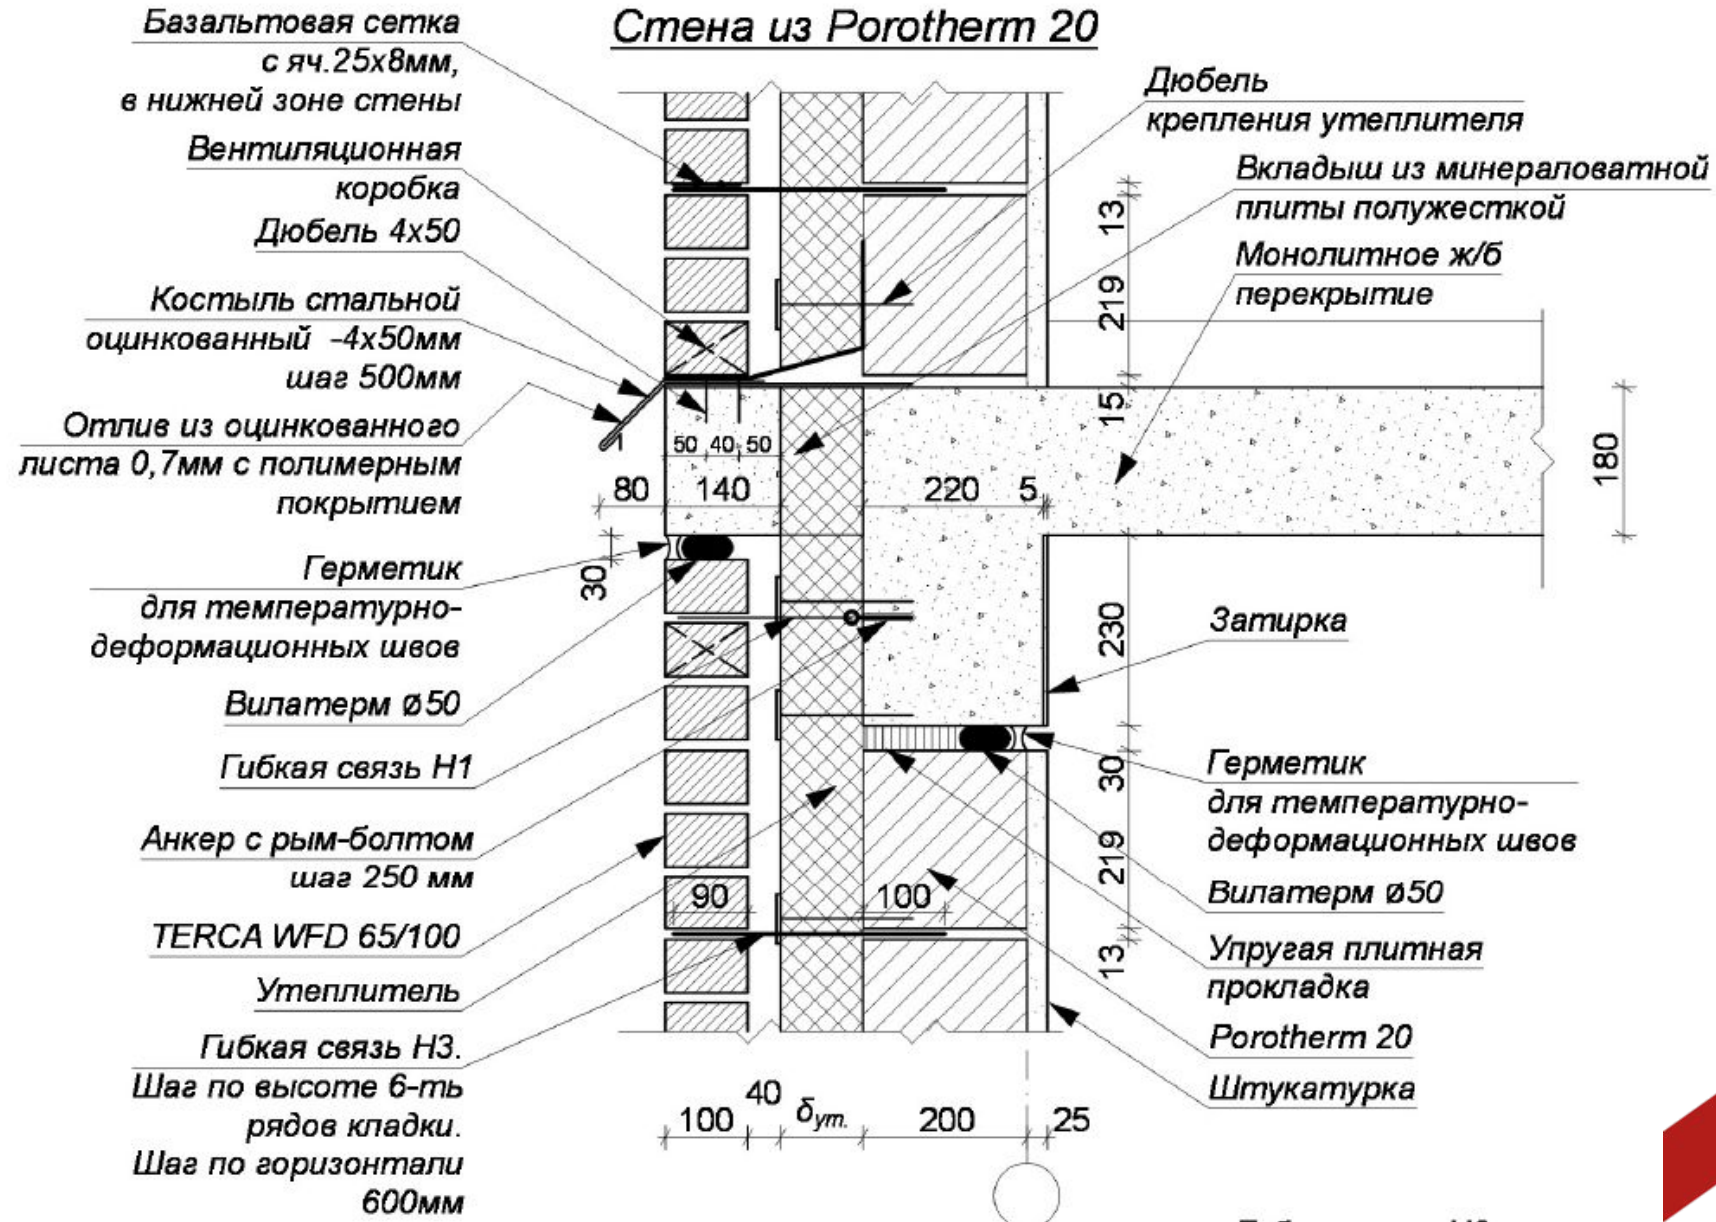 Стена из Porotherm 20
Базальтовая сетка
с яч.25х8мм,
в нижней зоне стены
Вентиляционная
коробка
Дюбель 4х50
Костыль стальной
оцинкованный -4х50мм
шаг 500мм
Отлив из оцинкованного
листа 0,7мм с полимерным
покрытием
Герметик
для температурно-
деформационных швов
Вилатерм Ø50
Гибкая связь Н1
Анкер с рым-болтом
шаг 250 мм
TERCA WFD 65/100
Утеплитель
Гибкая связь Н3.
Шаг по высоте 6-ть
рядов кладки.
Шаг по горизонтали
600мм
Дюбель
крепления утеплителя
Вкладыш из минераловатной
плиты полужесткой
Монолитное ж/б
перекрытие
Затирка
Герметик
для температурно-
деформационных швов
Вилатерм Ø50
Упругая плитная
прокладка
Porotherm 20
Штукатурка
13
219
15
180
1
50 40 50
80 140 220 5
30
230
30
219
90 100
13
100 40 δут. 200 25